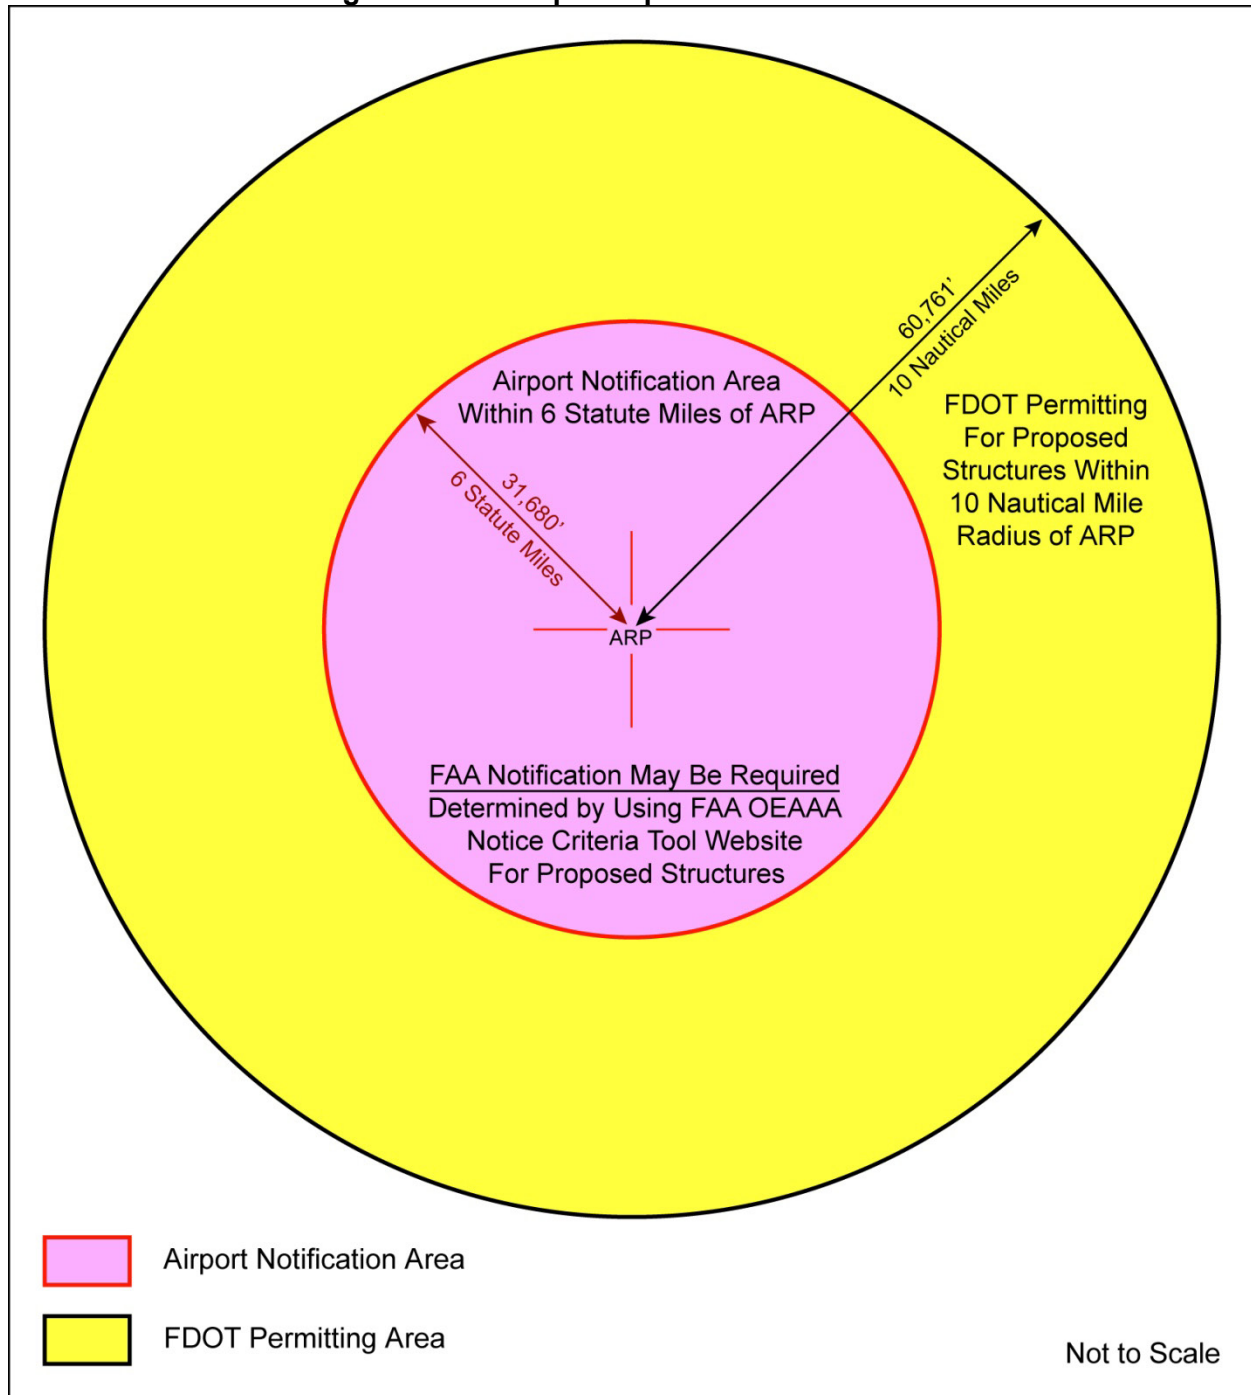 Airport Notification Area
Within 6 Statute Miles of ARP
60,761’
10 Nautical Miles
FDOT Permitting
For Proposed
Structures Within
10 Nautical Mile
Radius of ARP
31,680’
6 Statute Miles
ARP
FAA Notification May Be Required
Determined by Using FAA OEAAA
Notice Criteria Tool Website
For Proposed Structures
Airport Notification Area
FDOT Permitting Area
Not to Scale